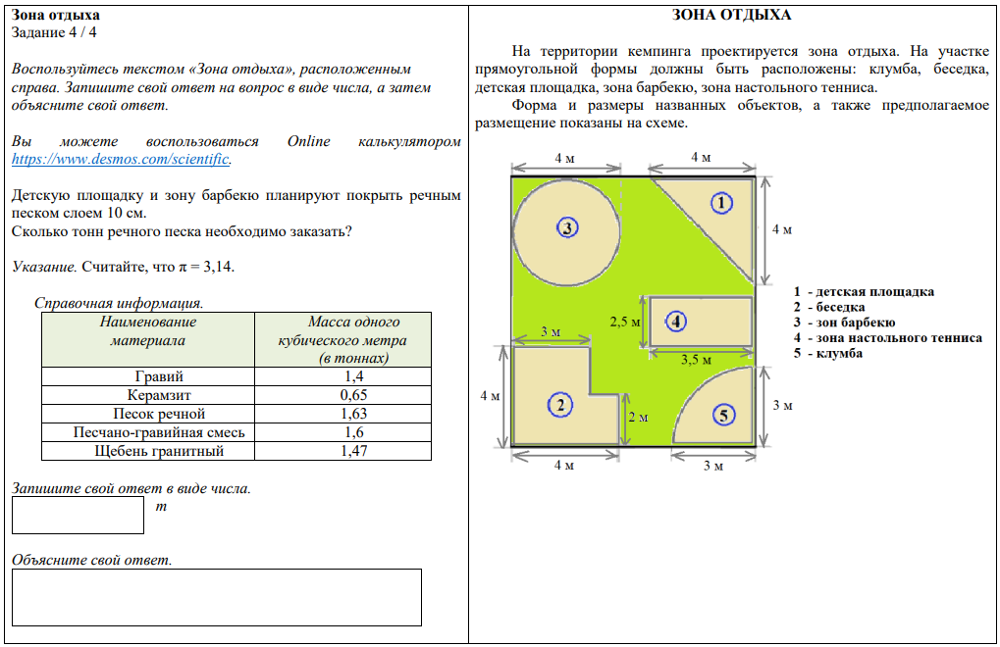 Зона отдыха
Задание 4 / 4
Воспользуйтесь текстом «Зона отдыха», расположенным
справа. Запишите свой ответ на вопрос в виде числа, а затем
объясните свой ответ.
Вы можете воспользоваться Online калькулятором
https://www.desmos.com/scientific.
Детскую площадку и зону барбекю планируют покрыть речным
песком слоем 10 см.
Сколько тонн речного песка необходимо заказать?
Указание. Считайте, что π = 3,14.
Справочная информация.
Наименование
материала
Масса одного
кубического метра
(в тоннах)
Гравий 1,4
Керамзит 0,65
Песок речной 1,63
Песчано-гравийная смесь 1,6
Щебень гранитный 1,47
Запишите свой ответ в виде числа.
т
Объясните свой ответ.
ЗОНА ОТДЫХА
На территории кемпинга проектируется зона отдыха. На участке
прямоугольной формы должны быть расположены: клумба, беседка,
детская площадка, зона барбекю, зона настольного тенниса.
Форма и размеры названных объектов, а также предполагаемое
размещение показаны на схеме.
4 м 4 м
1
3
4 м
1 - детская площадка
2 - беседка
3 - зон барбекю
4 - зона настольного тенниса
5 - клумба
2,5 м 4
3 м
3,5 м
4 м 2 2 м 5 3 м
4 м 3 м